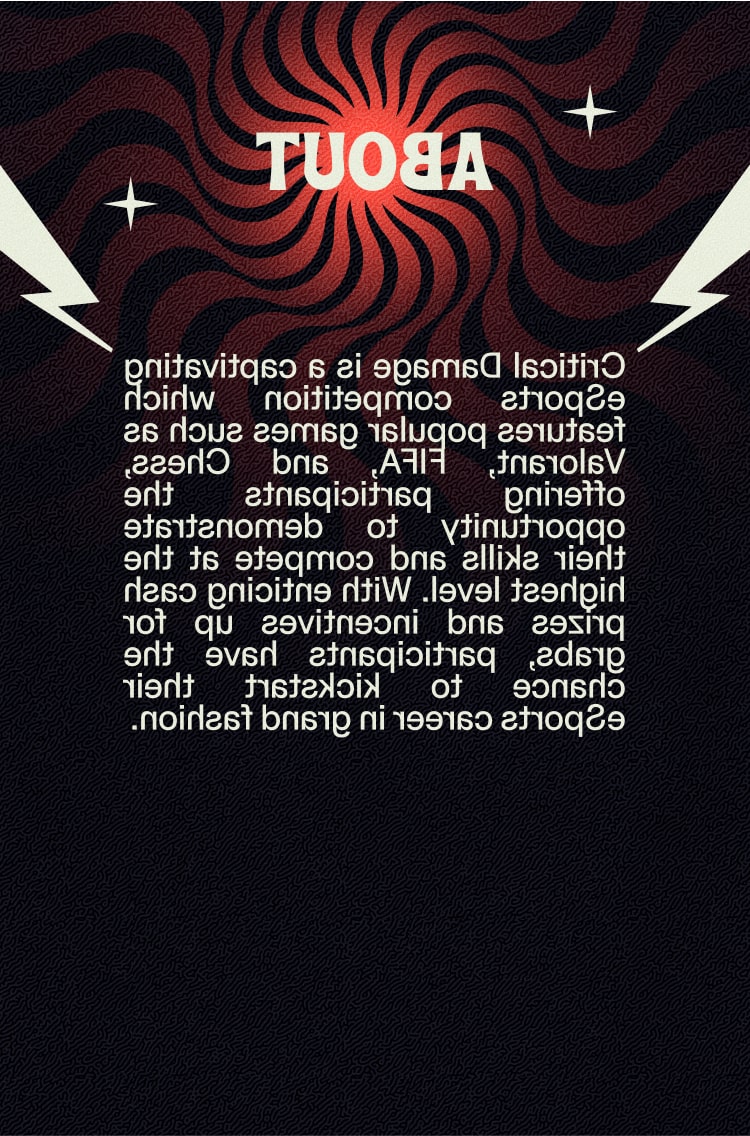 ABOUT
Critical Damage is a captivating
eSports competition which
features popular games such as
Valorant, FIFA, and Chess,
offering participants the
opportunity to demonstrate
their skills and compete at the
highest level. With enticing cash
prizes and incentives up for
grabs, participants have the
chance to kickstart their
eSports career in grand fashion.